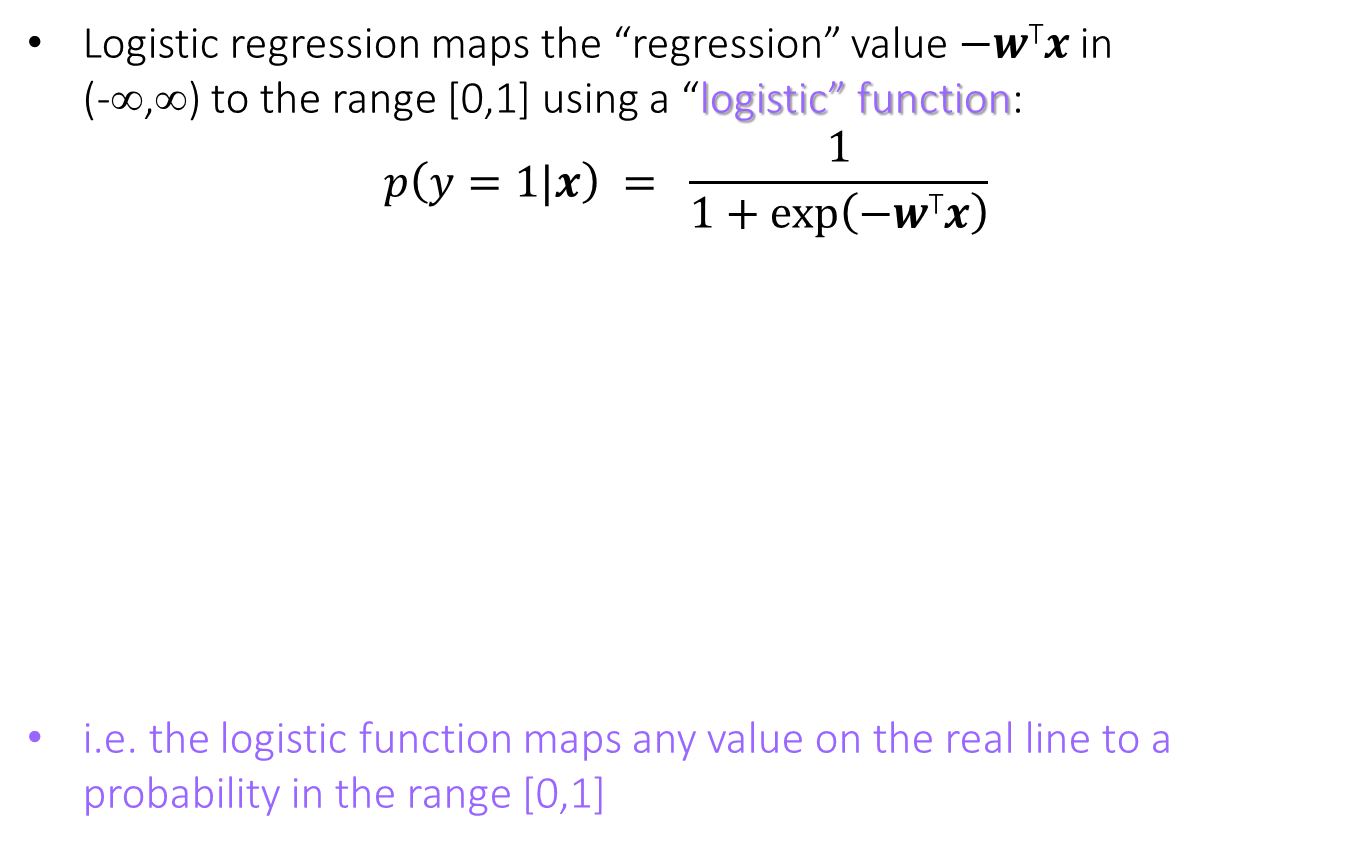 • Logistic regression maps the “regression” value −wᵀx in
(-∞,∞) to the range [0,1] using a “logistic” function:
p(y = 1|x) = 1 / (1 + exp(−wᵀx))
• i.e. the logistic function maps any value on the real line to a
probability in the range [0,1]